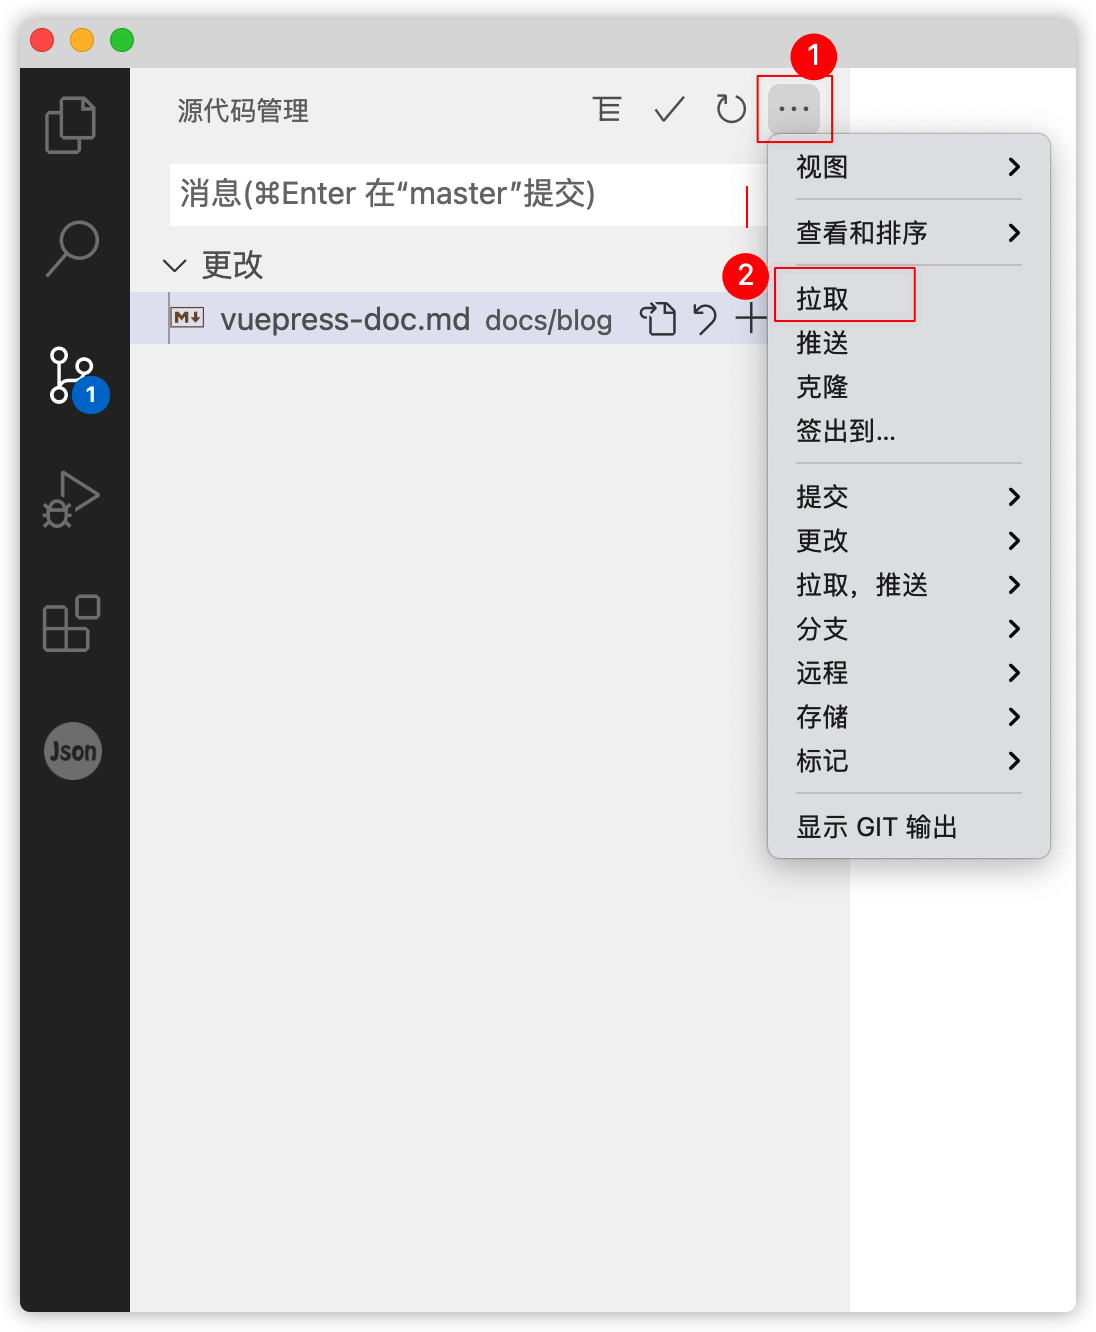 1
源代码管理
消息(⌘Enter 在“master”提交)
更改
vuepress-doc.md docs/blog
M
2
1
Json
视图
查看和排序
拉取
推送
克隆
签出到...
提交
更改
拉取，推送
分支
远程
存储
标记
显示 GIT 输出